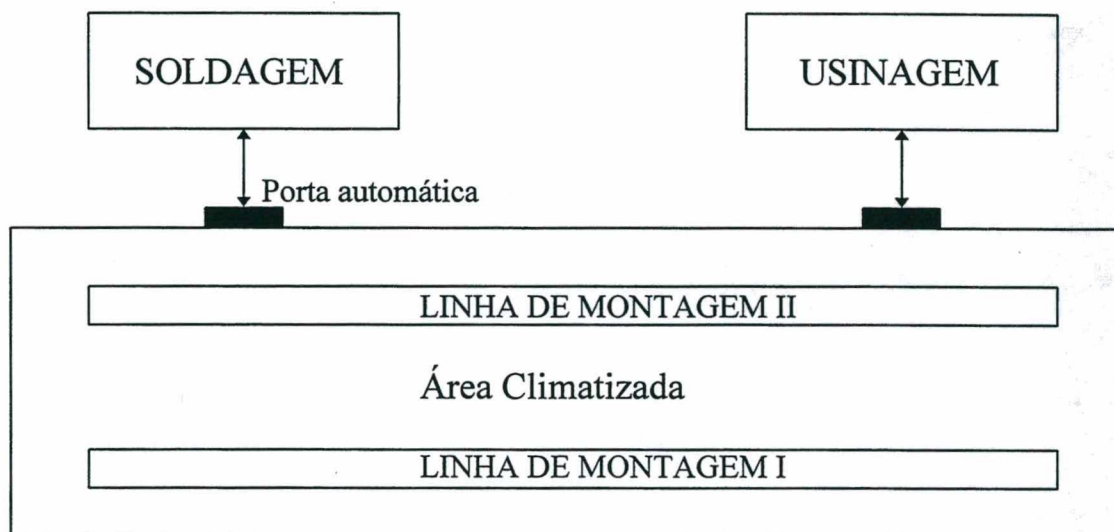 SOLDAGEM
USINAGEM
Porta automática
LINHA DE MONTAGEM II
Área Climatizada
LINHA DE MONTAGEM I